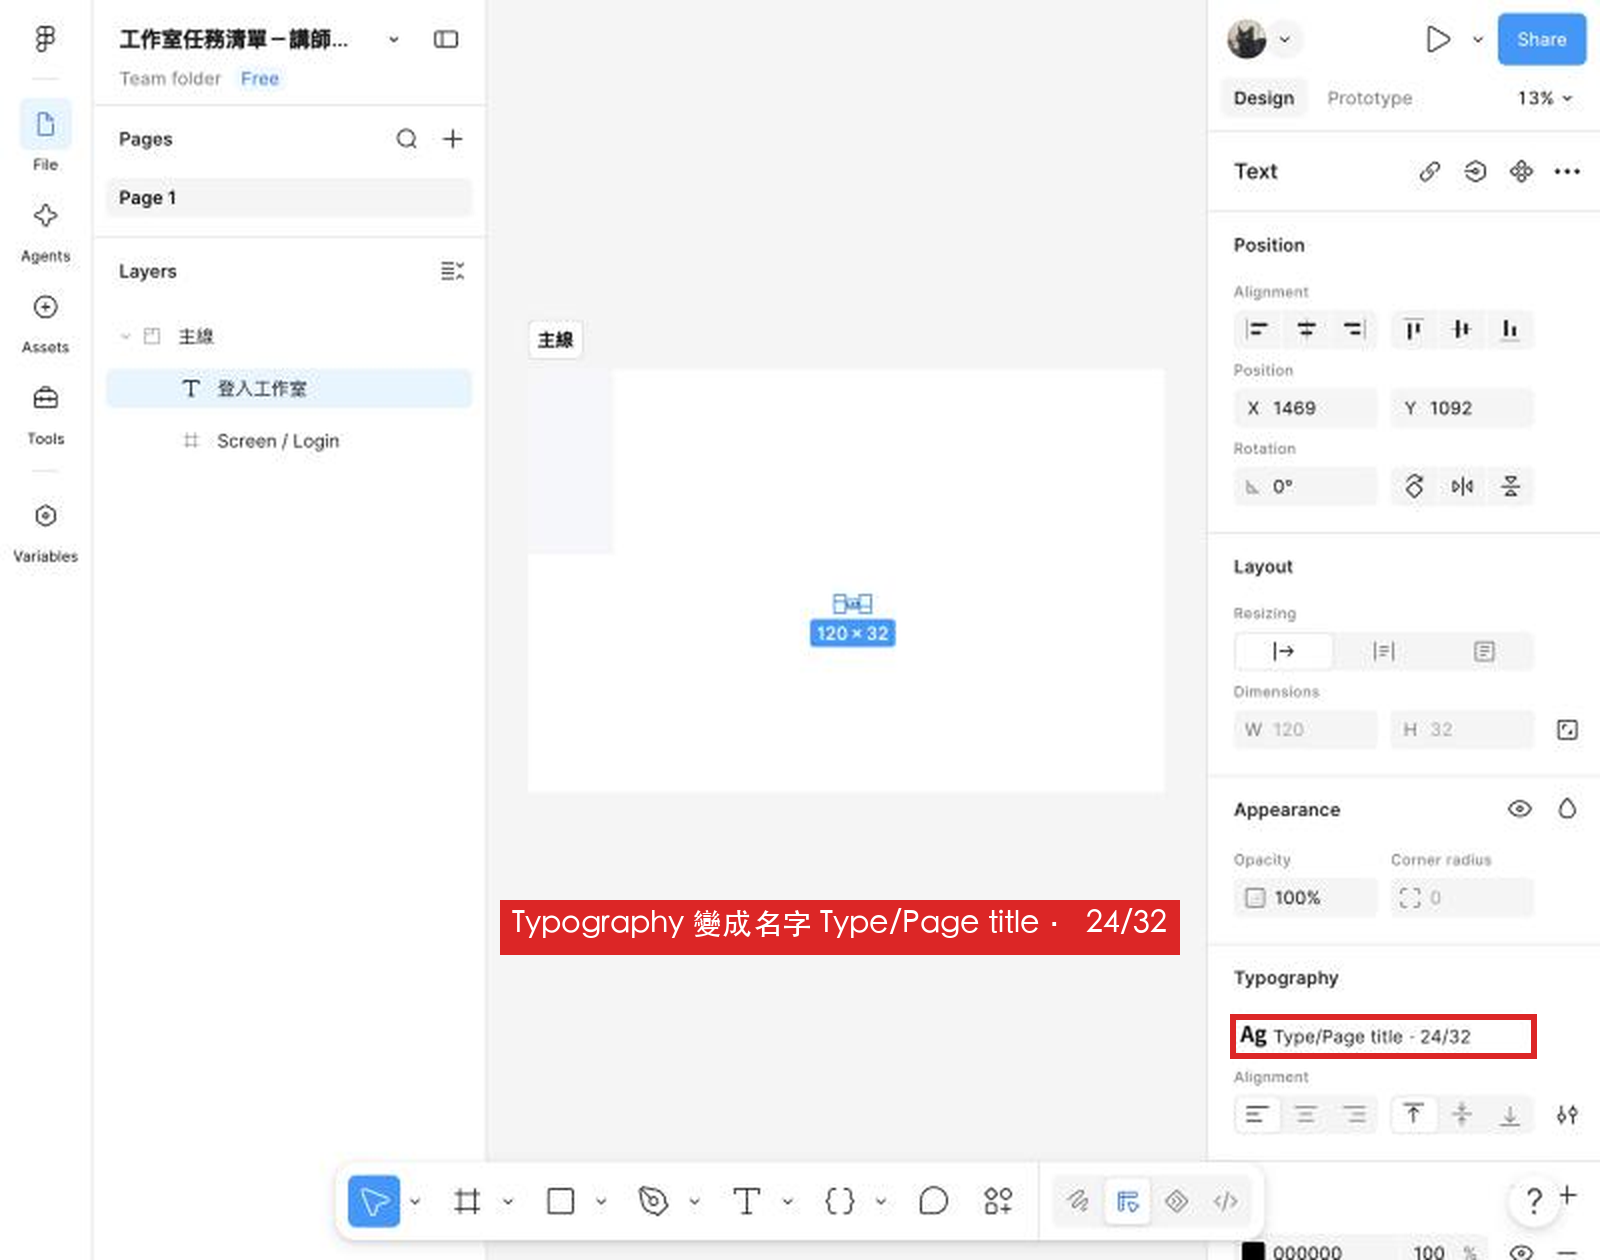 工作室任務清單－講師...
Team folder Free
File
Agents
Assets
Tools
Variables
Pages
Page 1
Layers
主線
登入工作室
Screen / Login
主線
120 × 32
Typography 變成名字 Type/Page title · 24/32
Share
Design Prototype 13%
Text
Position
Alignment
Position
X 1469 Y 1092
Rotation
0°
Layout
Resizing
Dimensions
W 120 H 32
Appearance
Opacity Corner radius
100% 0
Typography
Ag Type/Page title · 24/32
Alignment
?
000000 100 %